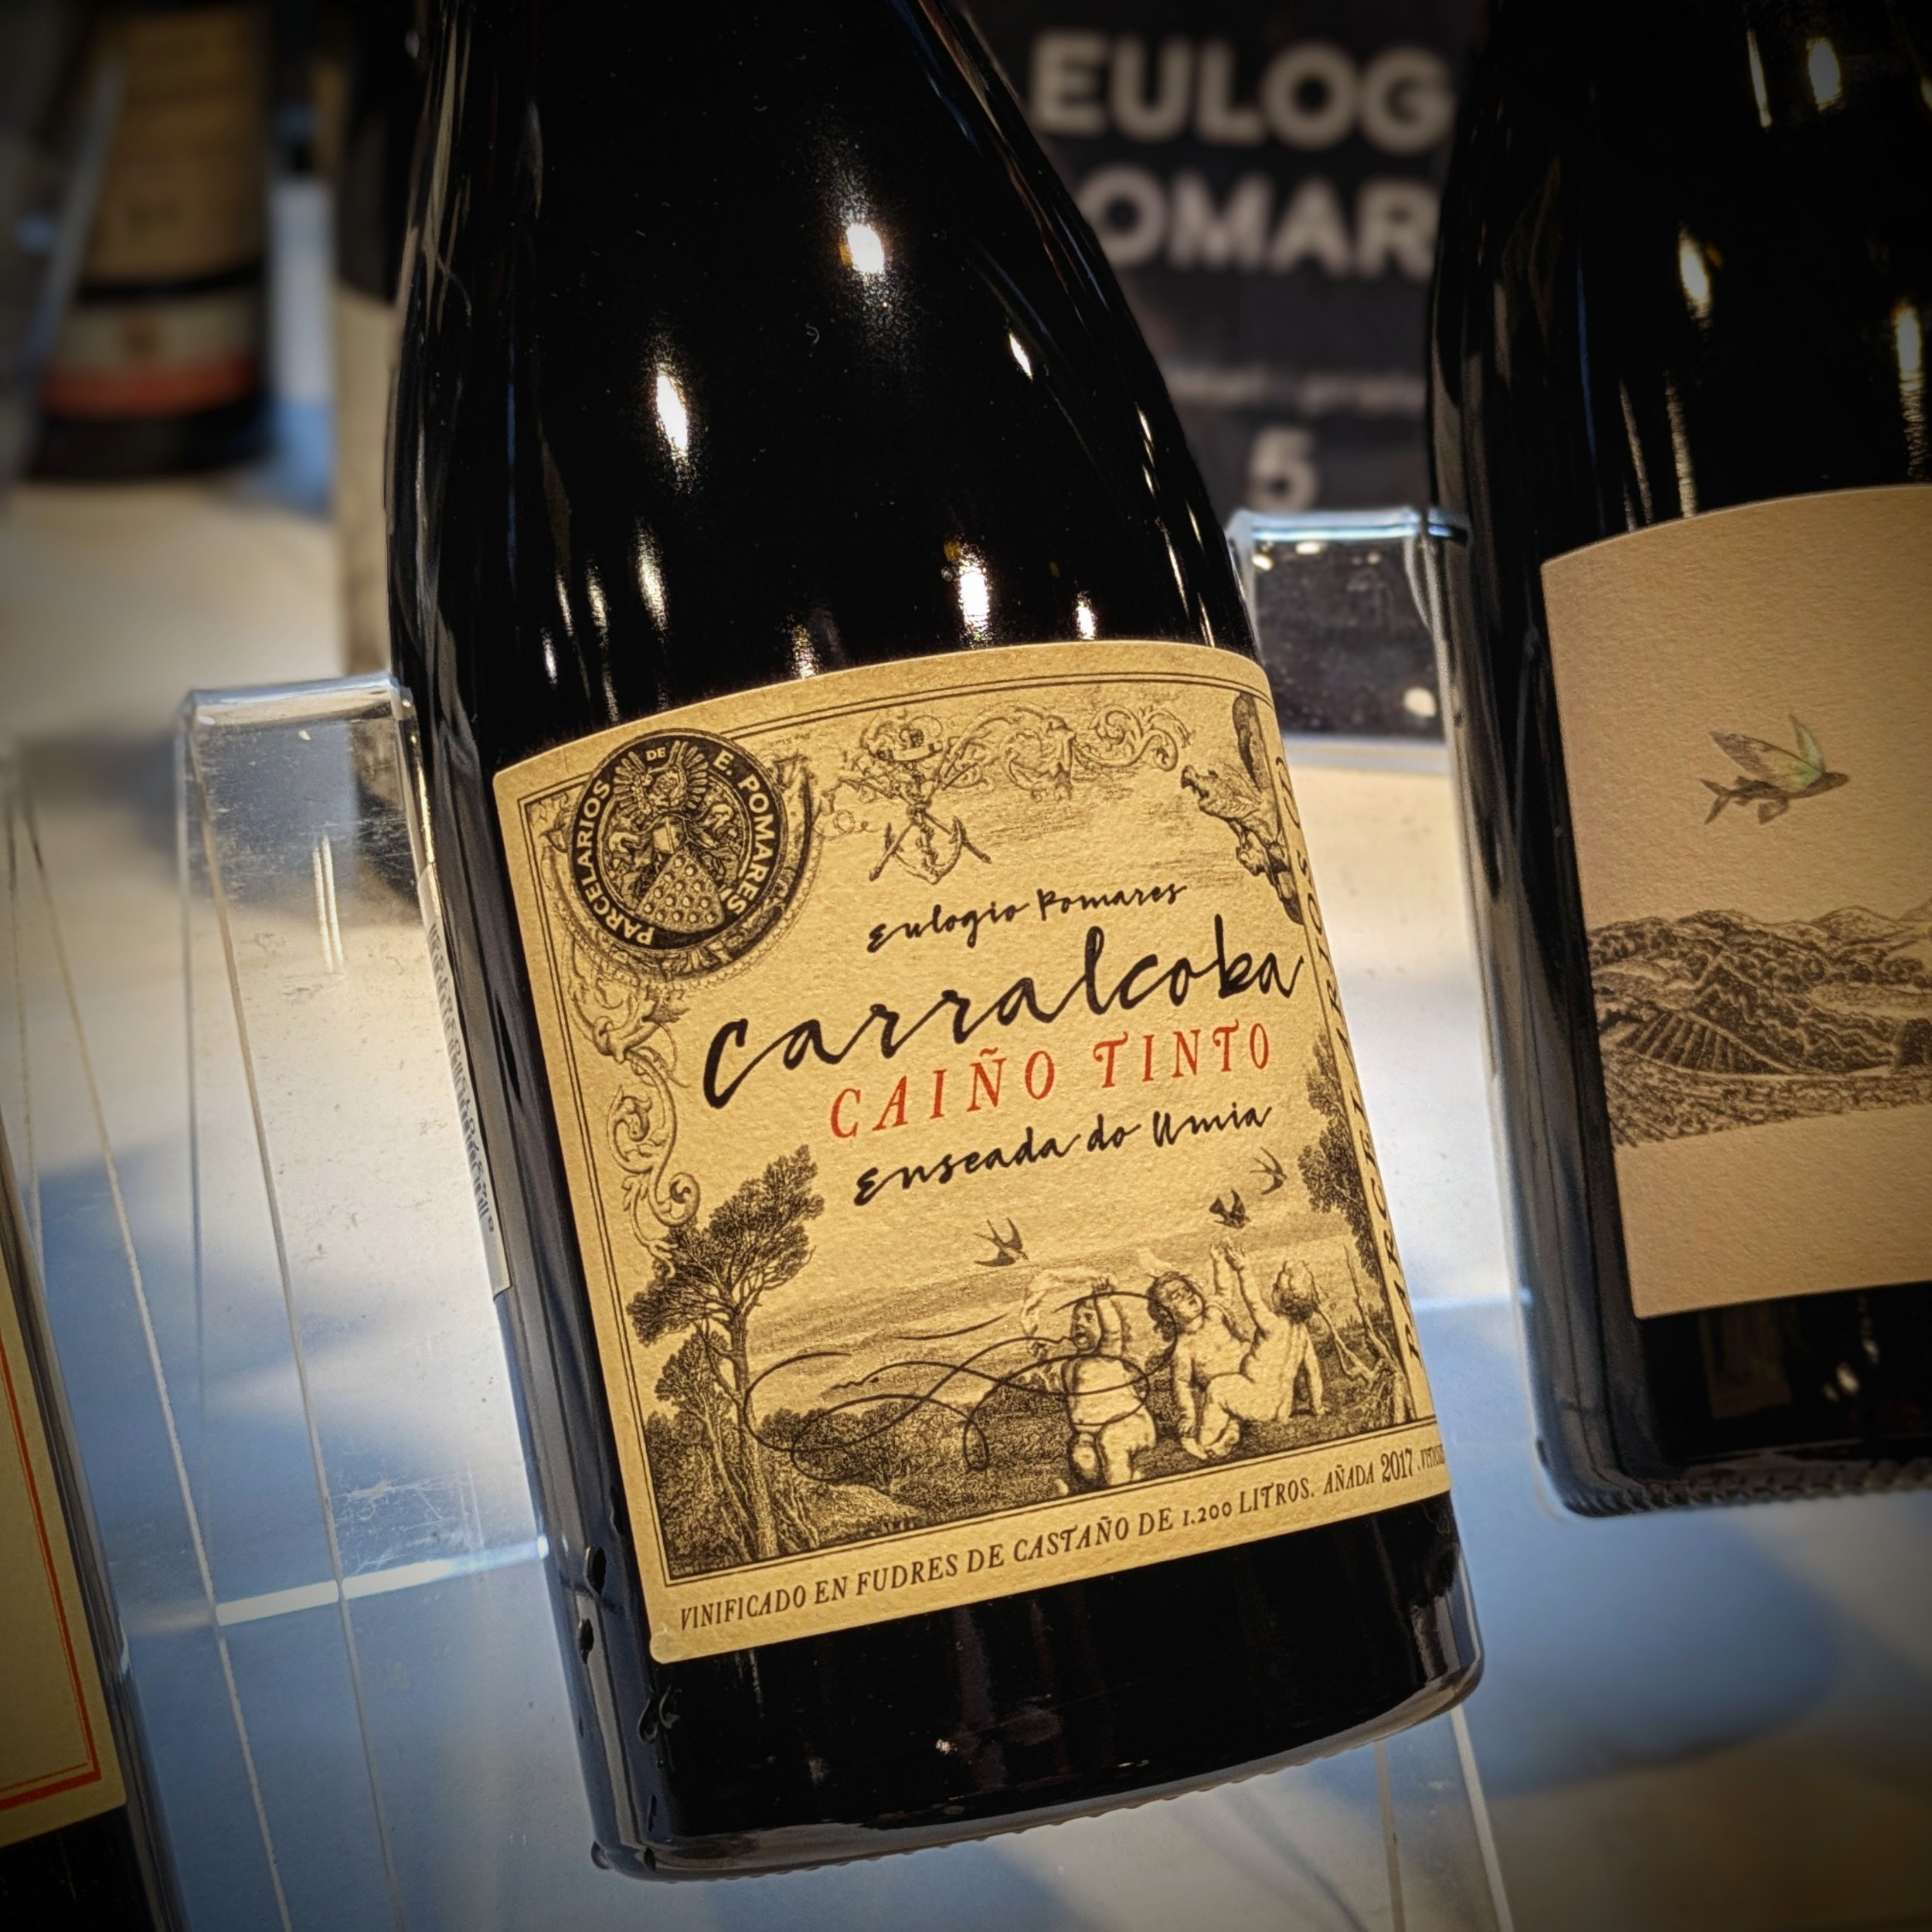 EULOG
OMAR
5
PARCELARIOS DE E. POMARES
Eulogio Pomares
Carralcoba
CAIÑO TINTO
Enseada do Umia
VINIFICADO EN FUDRES DE CASTAÑO DE 1.200 LITROS. AÑADA 2017.